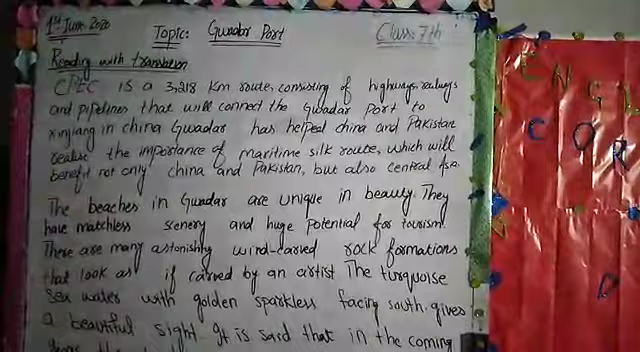 1st June 2020
Topic: Gwadar Port
Class: 7th
Reading with translation
CPEC is a 3,218 km route, consisting of highways, railways
and pipelines that will connect the Gwadar Port to
xinjiang in china Gwadar has helped china and Pakistan
realise the importance of maritime silk route, which will
benefit not only china and Pakistan, but also central Asia.
The beaches in Gwadar are unique in beauty. They
have matchless scenery and huge potential for tourism.
There are many astonishing wind-carved rock formations
that look as if carved by an artist The turquoise
Sea water with golden sparkless facing south, gives
a beautiful sight. It is said that in the coming
ENGL
COR